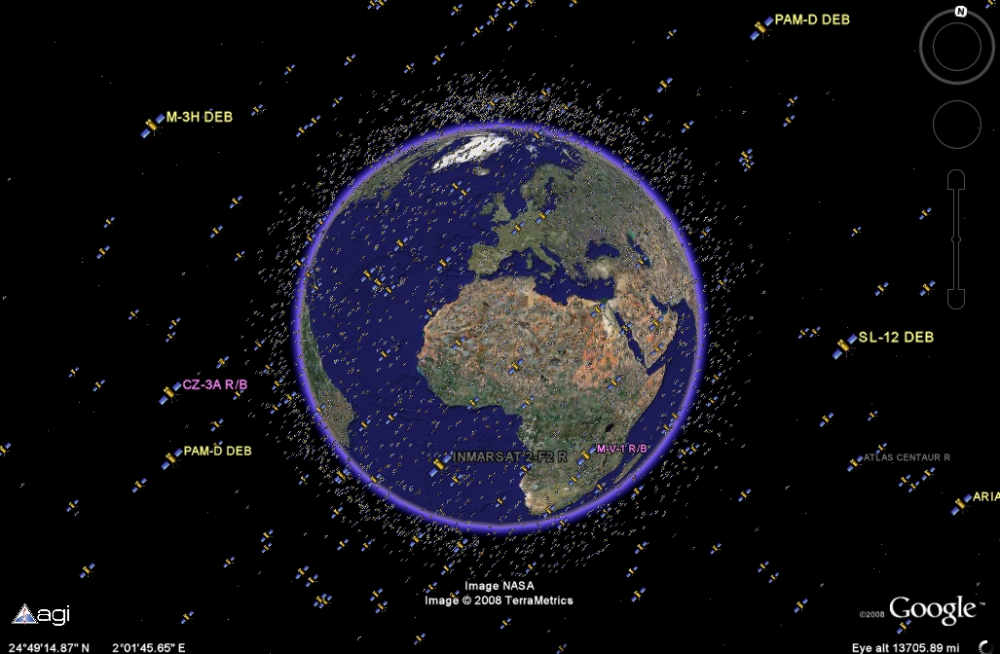 N
PAM-D DEB
M-3H DEB
SL-12 DEB
CZ-3A R/B
PAM-D DEB
INMARSAT 2-F2 R
M-V-1 R/B
ATLAS CENTAUR R
ARIA
Image NASA
Image © 2008 TerraMetrics
agi
©2008 Google™
24°49'14.87" N 2°01'45.65" E
Eye alt 13705.89 mi